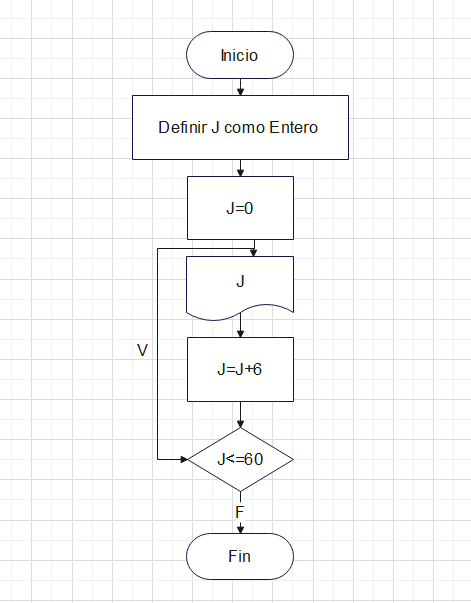 Inicio
Definir J como Entero
J=0
J
V
J=J+6
J<=60
F
Fin